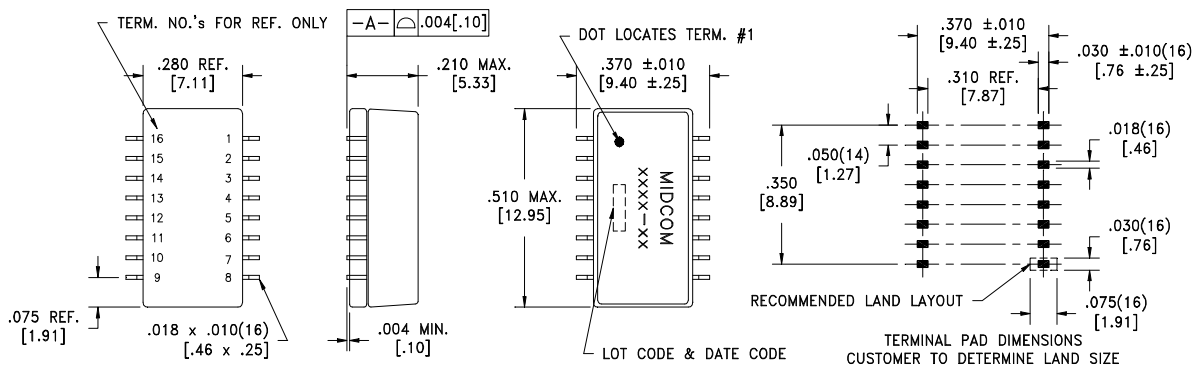 TERM. NO.'s FOR REF. ONLY
.280 REF.
[7.11]
16 1
15 2
14 3
13 4
12 5
11 6
10 7
9 8
.075 REF.
[1.91]
.018 x .010(16)
[.46 x .25]
-A- ⌓ .004[.10]
.210 MAX.
[5.33]
.004 MIN.
[.10]
DOT LOCATES TERM. #1
.370 ±.010
[9.40 ±.25]
.510 MAX.
[12.95]
MIDCOM
XXXX-XX
LOT CODE & DATE CODE
.370 ±.010
[9.40 ±.25]
.030 ±.010(16)
[.76 ±.25]
.310 REF.
[7.87]
.050(14)
[1.27]
.018(16)
[.46]
.350
[8.89]
.030(16)
[.76]
RECOMMENDED LAND LAYOUT
.075(16)
[1.91]
TERMINAL PAD DIMENSIONS
CUSTOMER TO DETERMINE LAND SIZE